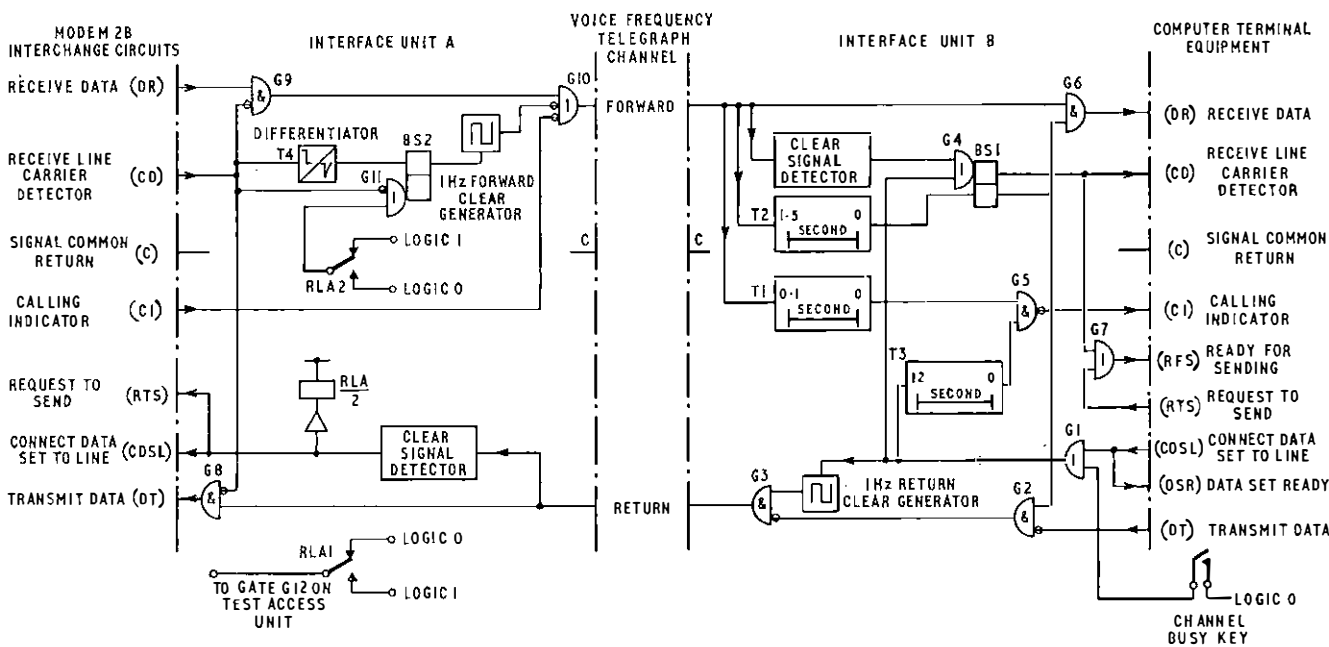 MODEM 2B
INTERCHANGE CIRCUITS
INTERFACE UNIT A
VOICE FREQUENCY
TELEGRAPH
CHANNEL
INTERFACE UNIT B
COMPUTER TERMINAL
EQUIPMENT
RECEIVE DATA (DR)
G9
&
G10
1
FORWARD
G6
&
(DR) RECEIVE DATA
DIFFERENTIATOR
T4
BS2
G11
1
1Hz FORWARD
CLEAR
GENERATOR
RECEIVE LINE
CARRIER
DETECTOR
(CD)
CLEAR
SIGNAL
DETECTOR
G4
1
BS1
(CD)
RECEIVE LINE
CARRIER
DETECTOR
T2
1·5 0
SECOND
SIGNAL COMMON
RETURN
(C)
LOGIC 1
RLA2
LOGIC 0
C
C
(C)
SIGNAL COMMON
RETURN
CALLING
INDICATOR
(CI)
T1
0·1 0
SECOND
G5
&
(CI)
CALLING
INDICATOR
T3
12 0
SECOND
G7
1
(RFS)
READY FOR
SENDING
REQUEST TO
SEND
(RTS)
RLA
2
(RTS)
REQUEST TO
SEND
CONNECT DATA
SET TO LINE
(CDSL)
CLEAR
SIGNAL
DETECTOR
G1
1
(CDSL)
CONNECT DATA
SET TO LINE
TRANSMIT DATA (DT)
G8
&
RETURN
G3
&
1Hz RETURN
CLEAR GENERATOR
G2
&
(DSR) DATA SET READY
(DT) TRANSMIT DATA
RLA1
LOGIC 0
LOGIC 1
TO GATE G12 ON
TEST ACCESS
UNIT
LOGIC 0
CHANNEL
BUSY KEY